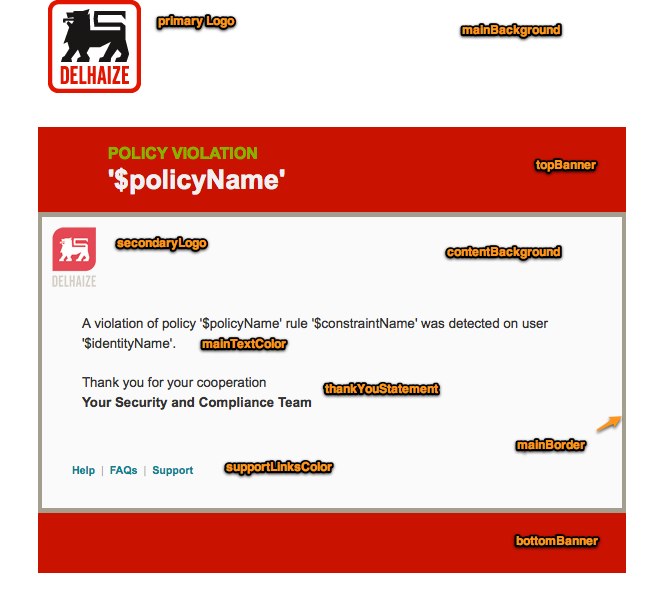 primary Logo
mainBackground
DELHAIZE
POLICY VIOLATION
'$policyName'
topBanner
secondaryLogo
contentBackground
DELHAIZE
A violation of policy '$policyName' rule '$constraintName' was detected on user
'$identityName'.
mainTextColor
Thank you for your cooperation
thankYouStatement
Your Security and Compliance Team
mainBorder
Help | FAQs | Support
supportLinksColor
bottomBanner